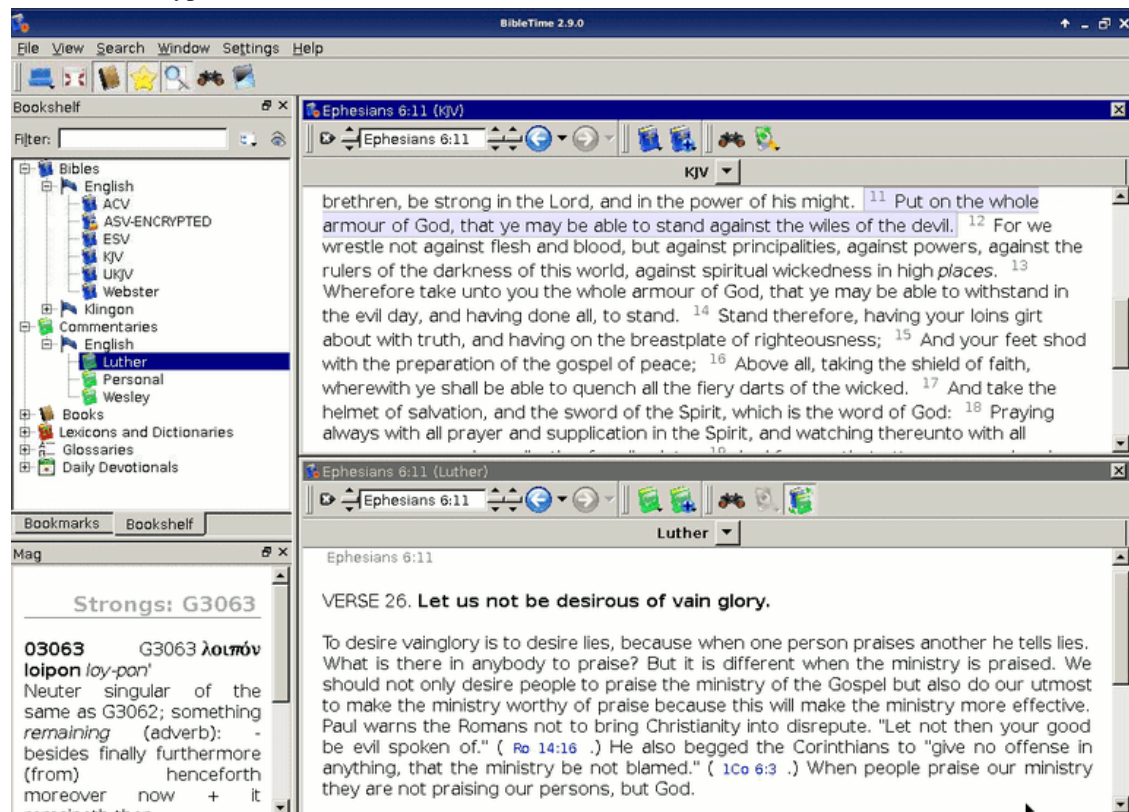 BibleTime 2.9.0
File View Search Window Settings Help
Bookshelf
Filter:
Bibles
English
ACV
ASV-ENCRYPTED
ESV
KJV
UKJV
Webster
Klingon
Commentaries
English
Luther
Personal
Wesley
Books
Lexicons and Dictionaries
Glossaries
Daily Devotionals
Bookmarks Bookshelf
Mag
Strongs: G3063
03063 G3063 λοιπόν
loipon loy-pon'
Neuter singular of the
same as G3062; something
remaining (adverb): -
besides finally furthermore
(from) henceforth
moreover now + it
Ephesians 6:11 (KJV)
Ephesians 6:11
KJV
brethren, be strong in the Lord, and in the power of his might. 11 Put on the whole
armour of God, that ye may be able to stand against the wiles of the devil. 12 For we
wrestle not against flesh and blood, but against principalities, against powers, against the
rulers of the darkness of this world, against spiritual wickedness in high places. 13
Wherefore take unto you the whole armour of God, that ye may be able to withstand in
the evil day, and having done all, to stand. 14 Stand therefore, having your loins girt
about with truth, and having on the breastplate of righteousness; 15 And your feet shod
with the preparation of the gospel of peace; 16 Above all, taking the shield of faith,
wherewith ye shall be able to quench all the fiery darts of the wicked. 17 And take the
helmet of salvation, and the sword of the Spirit, which is the word of God: 18 Praying
always with all prayer and supplication in the Spirit, and watching thereunto with all
Ephesians 6:11 (Luther)
Ephesians 6:11
Luther
Ephesians 6:11
VERSE 26. Let us not be desirous of vain glory.
To desire vainglory is to desire lies, because when one person praises another he tells lies.
What is there in anybody to praise? But it is different when the ministry is praised. We
should not only desire people to praise the ministry of the Gospel but also do our utmost
to make the ministry worthy of praise because this will make the ministry more effective.
Paul warns the Romans not to bring Christianity into disrepute. "Let not then your good
be evil spoken of." ( Ro 14:16 .) He also begged the Corinthians to "give no offense in
anything, that the ministry be not blamed." ( 1Co 6:3 .) When people praise our ministry
they are not praising our persons, but God.